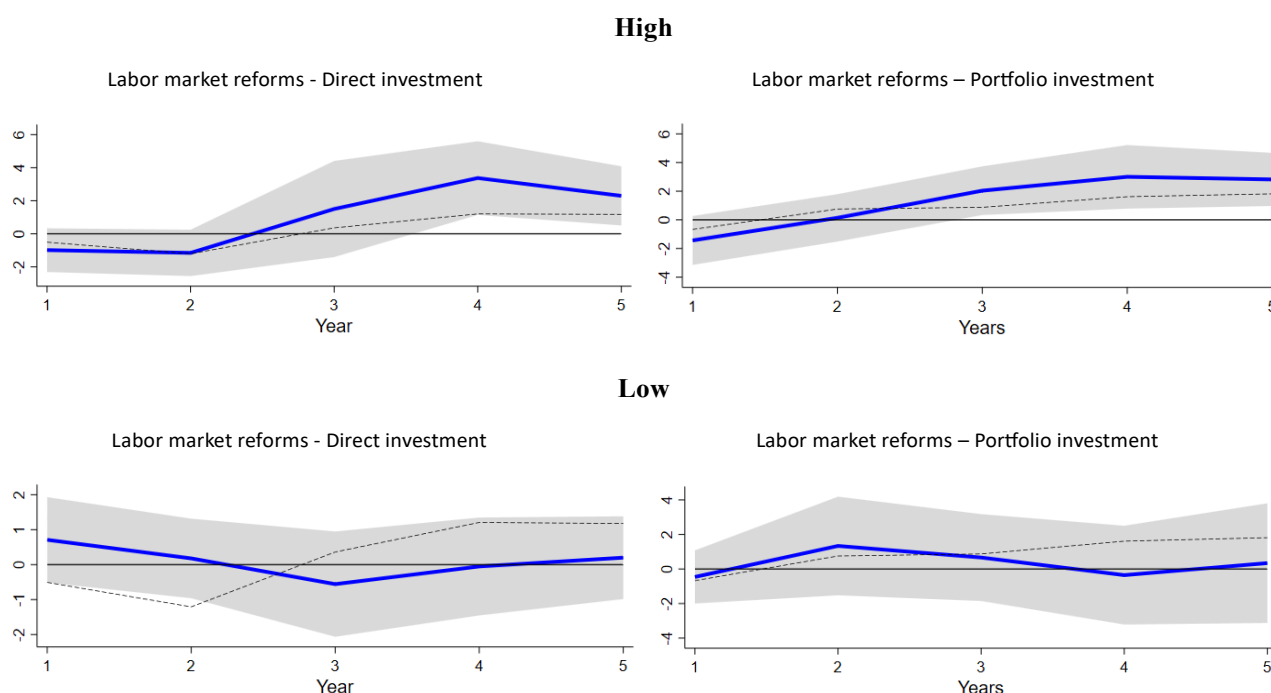 High
Labor market reforms - Direct investment
Labor market reforms – Portfolio investment
6
4
2
0
-2
1 2 3 4 5
Year
6
4
2
0
-2
-4
1 2 3 4 5
Years
Low
Labor market reforms - Direct investment
Labor market reforms – Portfolio investment
2
1
0
-1
-2
1 2 3 4 5
Year
4
2
0
-2
-4
1 2 3 4 5
Years